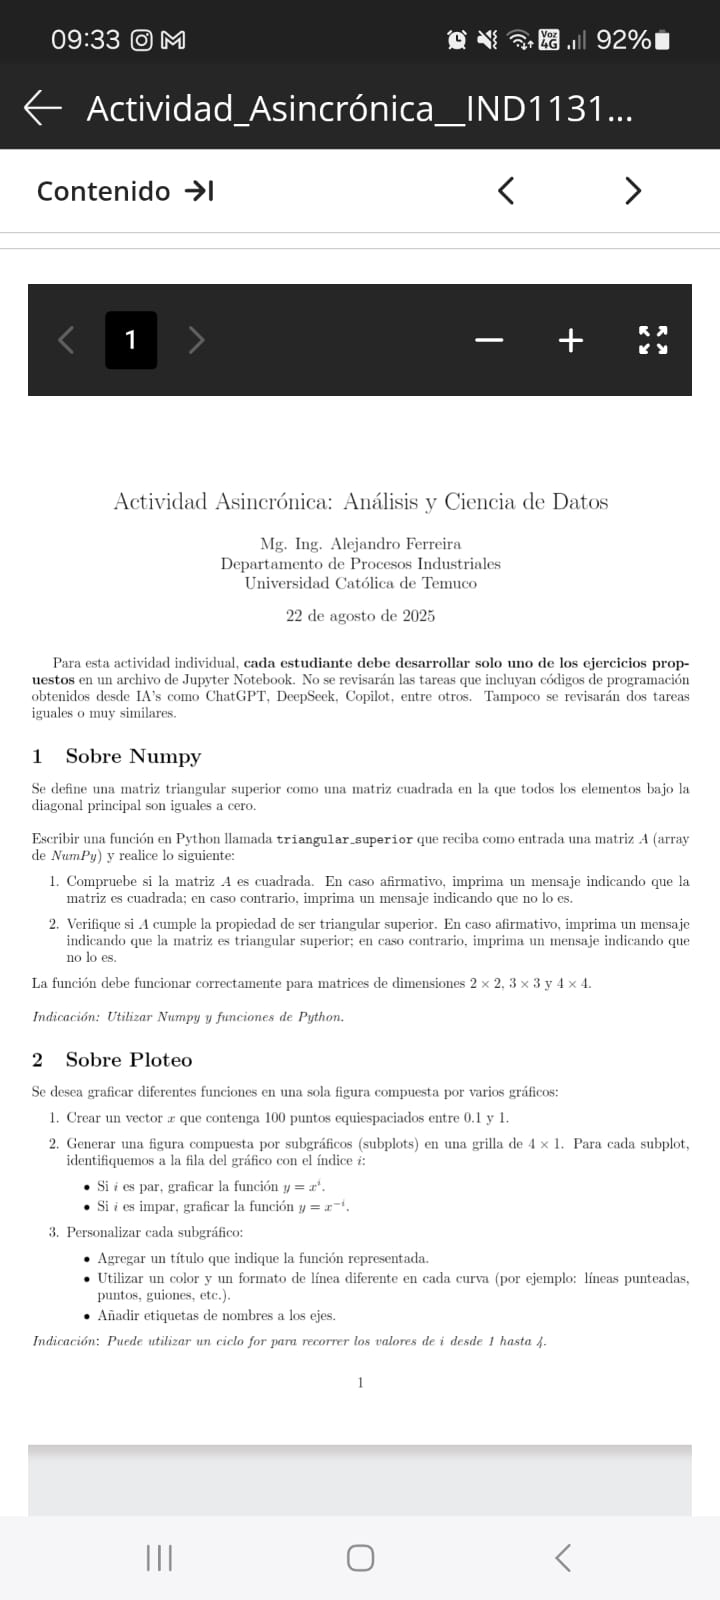 09:33
Voz 4G 92%
Actividad_Asincrónica__IND1131...
Contenido
1
Actividad Asincrónica: Análisis y Ciencia de Datos
Mg. Ing. Alejandro Ferreira
Departamento de Procesos Industriales
Universidad Católica de Temuco
22 de agosto de 2025
Para esta actividad individual, cada estudiante debe desarrollar solo uno de los ejercicios prop-
uestos en un archivo de Jupyter Notebook. No se revisarán las tareas que incluyan códigos de programación
obtenidos desde IA's como ChatGPT, DeepSeek, Copilot, entre otros. Tampoco se revisarán dos tareas
iguales o muy similares.
1 Sobre Numpy
Se define una matriz triangular superior como una matriz cuadrada en la que todos los elementos bajo la
diagonal principal son iguales a cero.
Escribir una función en Python llamada triangular_superior que reciba como entrada una matriz A (array
de NumPy) y realice lo siguiente:
1. Compruebe si la matriz A es cuadrada. En caso afirmativo, imprima un mensaje indicando que la
matriz es cuadrada; en caso contrario, imprima un mensaje indicando que no lo es.
2. Verifique si A cumple la propiedad de ser triangular superior. En caso afirmativo, imprima un mensaje
indicando que la matriz es triangular superior; en caso contrario, imprima un mensaje indicando que
no lo es.
La función debe funcionar correctamente para matrices de dimensiones 2 × 2, 3 × 3 y 4 × 4.
Indicación: Utilizar Numpy y funciones de Python.
2 Sobre Ploteo
Se desea graficar diferentes funciones en una sola figura compuesta por varios gráficos:
1. Crear un vector x que contenga 100 puntos equiespaciados entre 0.1 y 1.
2. Generar una figura compuesta por subgráficos (subplots) en una grilla de 4 × 1. Para cada subplot,
identifiquemos a la fila del gráfico con el índice i:
• Si i es par, graficar la función y = xⁱ.
• Si i es impar, graficar la función y = x⁻ⁱ.
3. Personalizar cada subgráfico:
• Agregar un título que indique la función representada.
• Utilizar un color y un formato de línea diferente en cada curva (por ejemplo: líneas punteadas,
puntos, guiones, etc.).
• Añadir etiquetas de nombres a los ejes.
Indicación: Puede utilizar un ciclo for para recorrer los valores de i desde 1 hasta 4.
1